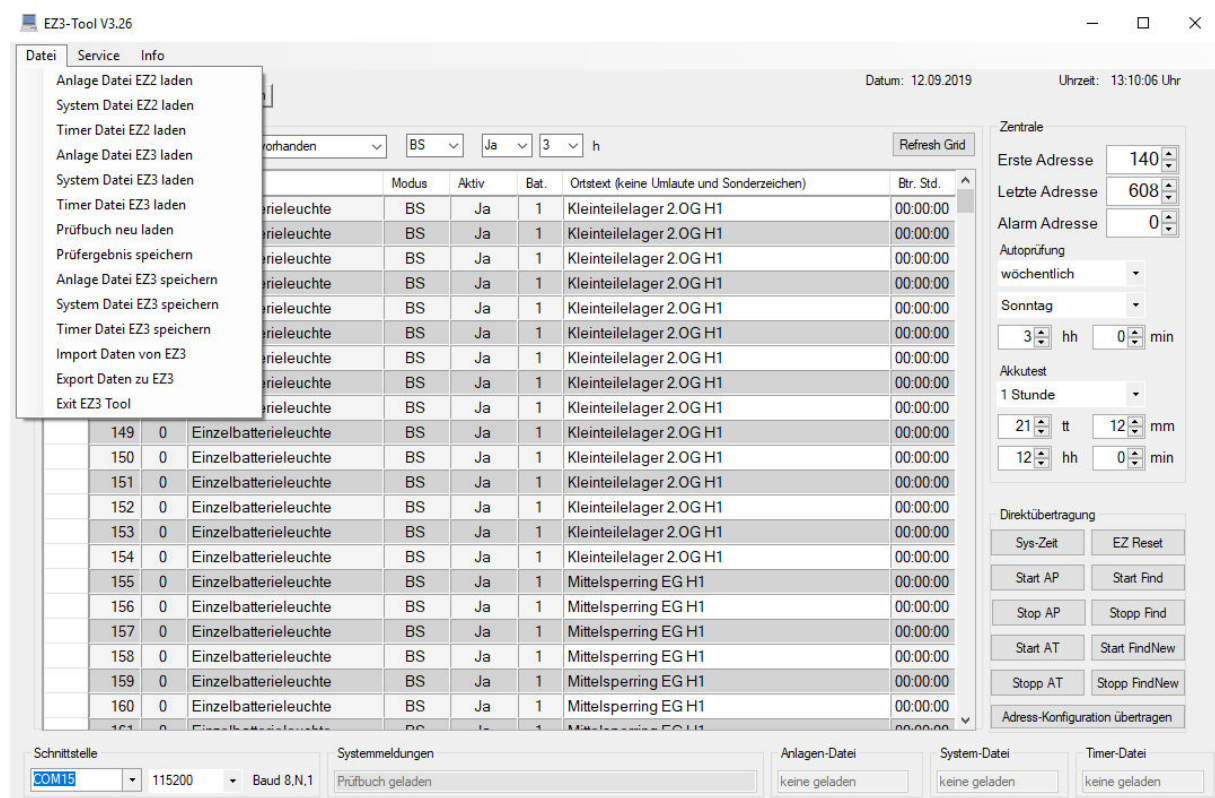 EZ3-Tool V3.26
Datei Service Info
Anlage Datei EZ2 laden
System Datei EZ2 laden
Timer Datei EZ2 laden
Anlage Datei EZ3 laden
System Datei EZ3 laden
Timer Datei EZ3 laden
Prüfbuch neu laden
Prüfergebnis speichern
Anlage Datei EZ3 speichern
System Datei EZ3 speichern
Timer Datei EZ3 speichern
Import Daten von EZ3
Export Daten zu EZ3
Exit EZ3 Tool
Datum: 12.09.2019 Uhrzeit: 13:10:06 Uhr
vorhanden BS Ja 3 h Refresh Grid
Modus Aktiv Bat. Ortstext (keine Umlaute und Sonderzeichen) Btr. Std.
erieleuchte BS Ja 1 Kleinteilelager 2.OG H1 00:00:00
erieleuchte BS Ja 1 Kleinteilelager 2.OG H1 00:00:00
erieleuchte BS Ja 1 Kleinteilelager 2.OG H1 00:00:00
erieleuchte BS Ja 1 Kleinteilelager 2.OG H1 00:00:00
erieleuchte BS Ja 1 Kleinteilelager 2.OG H1 00:00:00
erieleuchte BS Ja 1 Kleinteilelager 2.OG H1 00:00:00
erieleuchte BS Ja 1 Kleinteilelager 2.OG H1 00:00:00
erieleuchte BS Ja 1 Kleinteilelager 2.OG H1 00:00:00
erieleuchte BS Ja 1 Kleinteilelager 2.OG H1 00:00:00
149 0 Einzelbatterieleuchte BS Ja 1 Kleinteilelager 2.OG H1 00:00:00
150 0 Einzelbatterieleuchte BS Ja 1 Kleinteilelager 2.OG H1 00:00:00
151 0 Einzelbatterieleuchte BS Ja 1 Kleinteilelager 2.OG H1 00:00:00
152 0 Einzelbatterieleuchte BS Ja 1 Kleinteilelager 2.OG H1 00:00:00
153 0 Einzelbatterieleuchte BS Ja 1 Kleinteilelager 2.OG H1 00:00:00
154 0 Einzelbatterieleuchte BS Ja 1 Kleinteilelager 2.OG H1 00:00:00
155 0 Einzelbatterieleuchte BS Ja 1 Mittelsperring EG H1 00:00:00
156 0 Einzelbatterieleuchte BS Ja 1 Mittelsperring EG H1 00:00:00
157 0 Einzelbatterieleuchte BS Ja 1 Mittelsperring EG H1 00:00:00
158 0 Einzelbatterieleuchte BS Ja 1 Mittelsperring EG H1 00:00:00
159 0 Einzelbatterieleuchte BS Ja 1 Mittelsperring EG H1 00:00:00
160 0 Einzelbatterieleuchte BS Ja 1 Mittelsperring EG H1 00:00:00
Zentrale
Erste Adresse 140
Letzte Adresse 608
Alarm Adresse 0
Autoprüfung
wöchentlich
Sonntag
3 hh 0 min
Akkutest
1 Stunde
21 tt 12 mm
12 hh 0 min
Direktübertragung
Sys-Zeit EZ Reset
Start AP Start Find
Stop AP Stopp Find
Start AT Start FindNew
Stopp AT Stopp FindNew
Adress-Konfiguration übertragen
Schnittstelle Systemmeldungen Anlagen-Datei System-Datei Timer-Datei
COM15 115200 Baud 8,N,1 Prüfbuch geladen keine geladen keine geladen keine geladen